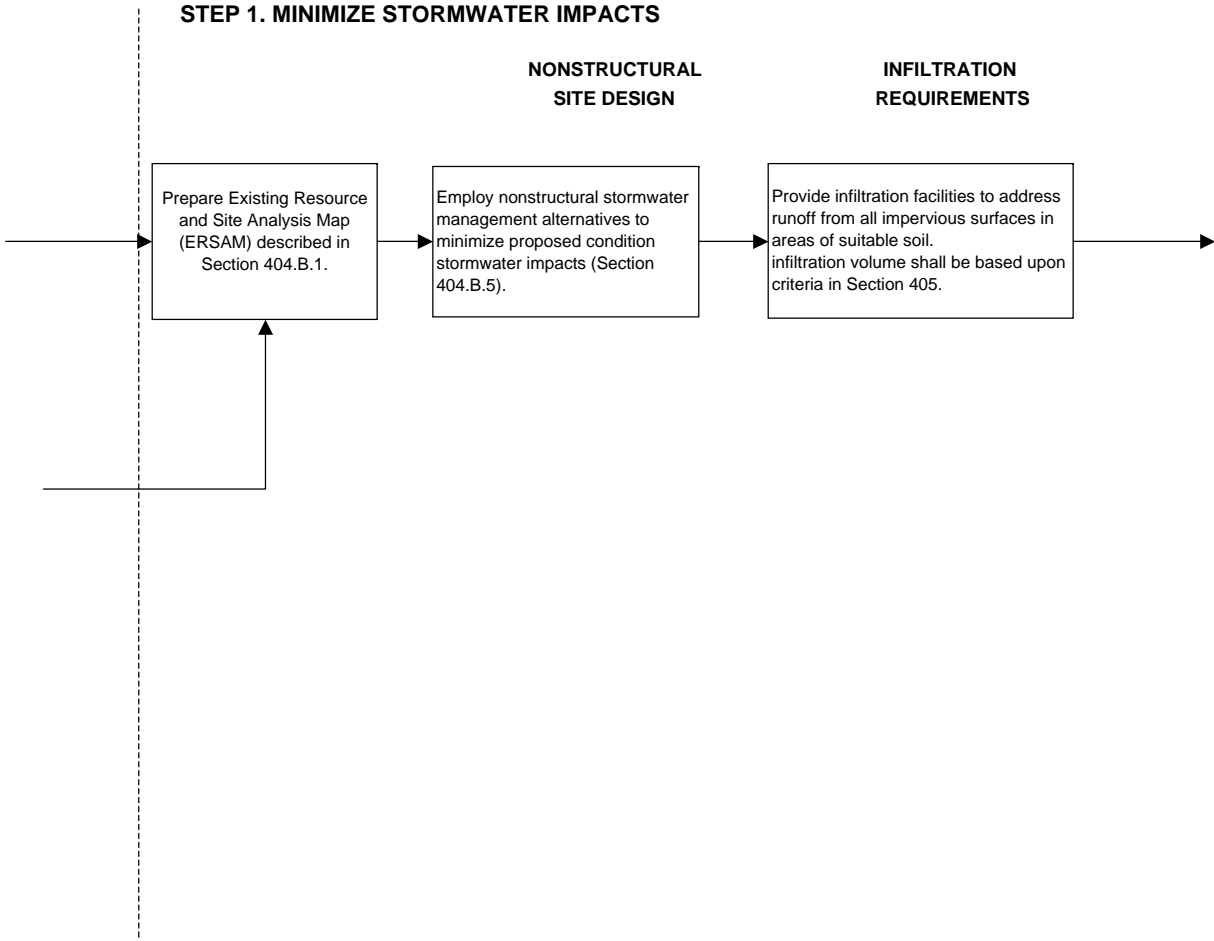 STEP 1. MINIMIZE STORMWATER IMPACTS
NONSTRUCTURAL
SITE DESIGN
INFILTRATION
REQUIREMENTS
Prepare Existing Resource
and Site Analysis Map
(ERSAM) described in
Section 404.B.1.
Employ nonstructural stormwater
management alternatives to
minimize proposed condition
stormwater impacts (Section
404.B.5).
Provide infiltration facilities to address
runoff from all impervious surfaces in
areas of suitable soil.
infiltration volume shall be based upon
criteria in Section 405.